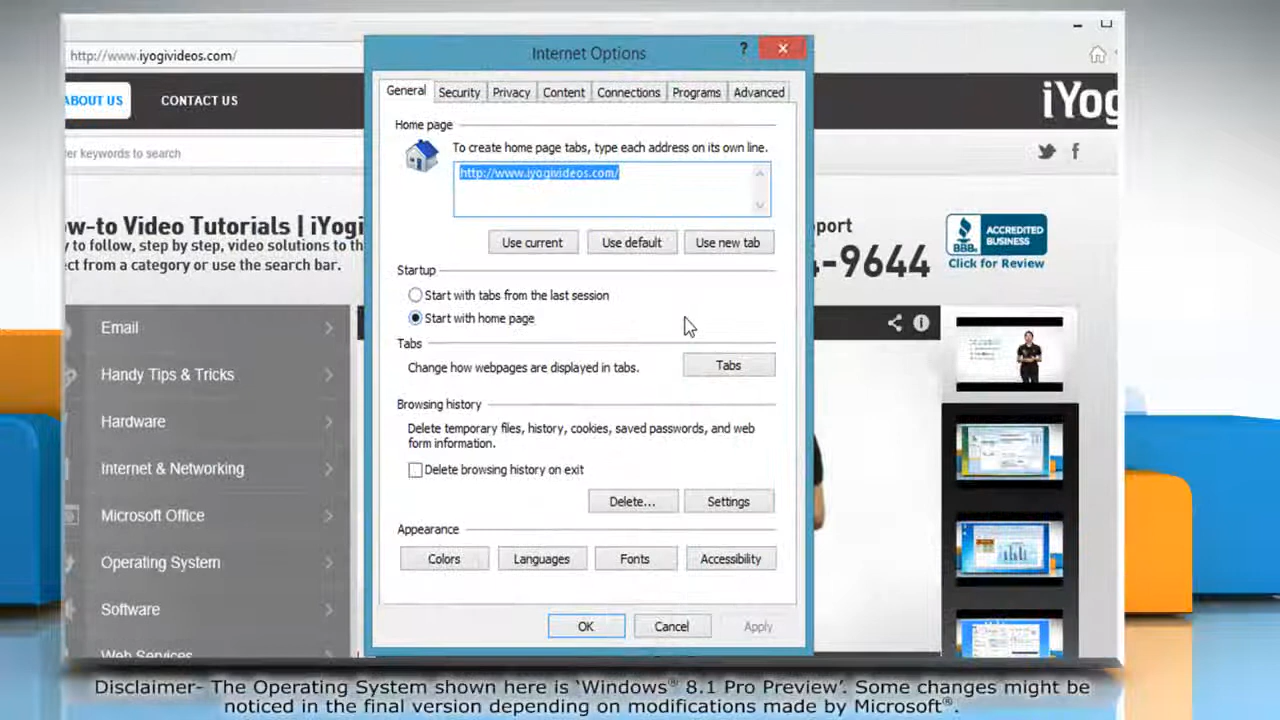 http://www.iyogivideos.com/
ABOUT US
CONTACT US
iYog
er keywords to search
ow-to Video Tutorials | iYogi
y to follow, step by step, video solutions to th
ect from a category or use the search bar.
port
-9644
BBB.
ACCREDITED
BUSINESS
Click for Review
Email
Handy Tips & Tricks
Hardware
Internet & Networking
Microsoft Office
Operating System
Software
Web Services
Internet Options
?
General
Security
Privacy
Content
Connections
Programs
Advanced
Home page
To create home page tabs, type each address on its own line.
http://www.iyogivideos.com/
Use current
Use default
Use new tab
Startup
Start with tabs from the last session
Start with home page
Tabs
Change how webpages are displayed in tabs.
Tabs
Browsing history
Delete temporary files, history, cookies, saved passwords, and web
form information.
Delete browsing history on exit
Delete...
Settings
Appearance
Colors
Languages
Fonts
Accessibility
OK
Cancel
Apply
Disclaimer- The Operating System shown here is ‘Windows® 8.1 Pro Preview’. Some changes might be
noticed in the final version depending on modifications made by Microsoft®.